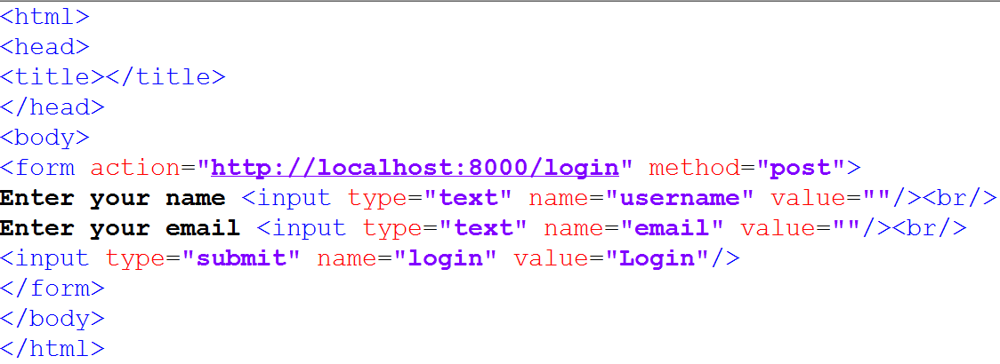 <html>
<head>
<title></title>
</head>
<body>
<form action="http://localhost:8000/login" method="post">
Enter your name <input type="text" name="username" value=""/><br/>
Enter your email <input type="text" name="email" value=""/><br/>
<input type="submit" name="login" value="Login"/>
</form>
</body>
</html>